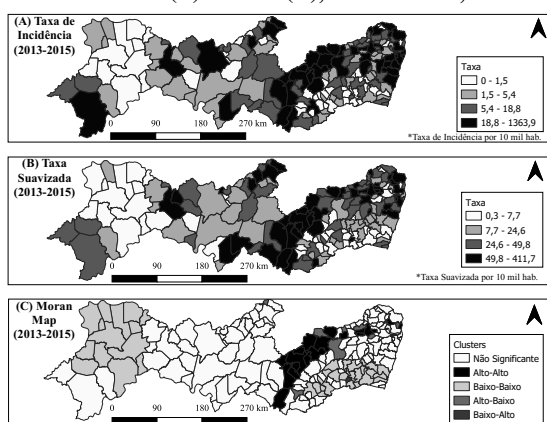 (A) Taxa de
Incidência
(2013-2015)
Taxa
0 - 1,5
1,5 - 5,4
5,4 - 18,8
18,8 - 1363,9
0 90 180 270 km
*Taxa de Incidência por 10 mil hab.
(B) Taxa
Suavizada
(2013-2015)
Taxa
0,3 - 7,7
7,7 - 24,6
24,6 - 49,8
49,8 - 411,7
0 90 180 270 km
*Taxa Suavizada por 10 mil hab.
(C) Moran
Map
(2013-2015)
Clusters
Não Significante
Alto-Alto
Baixo-Baixo
Alto-Baixo
Baixo-Alto
0 90 180 270 km